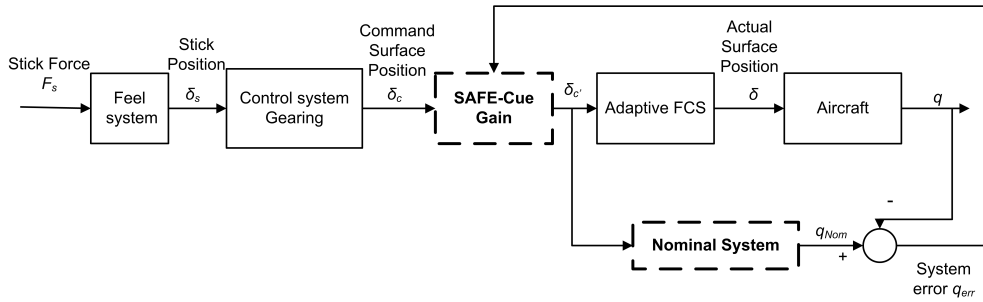 Stick Force
F_s
Feel
system
Stick
Position
δ_s
Control system
Gearing
Command
Surface
Position
δ_c
SAFE-Cue
Gain
δ_c'
Adaptive FCS
Actual
Surface
Position
δ
Aircraft
q
-
Nominal System
q_Nom
+
System
error q_err